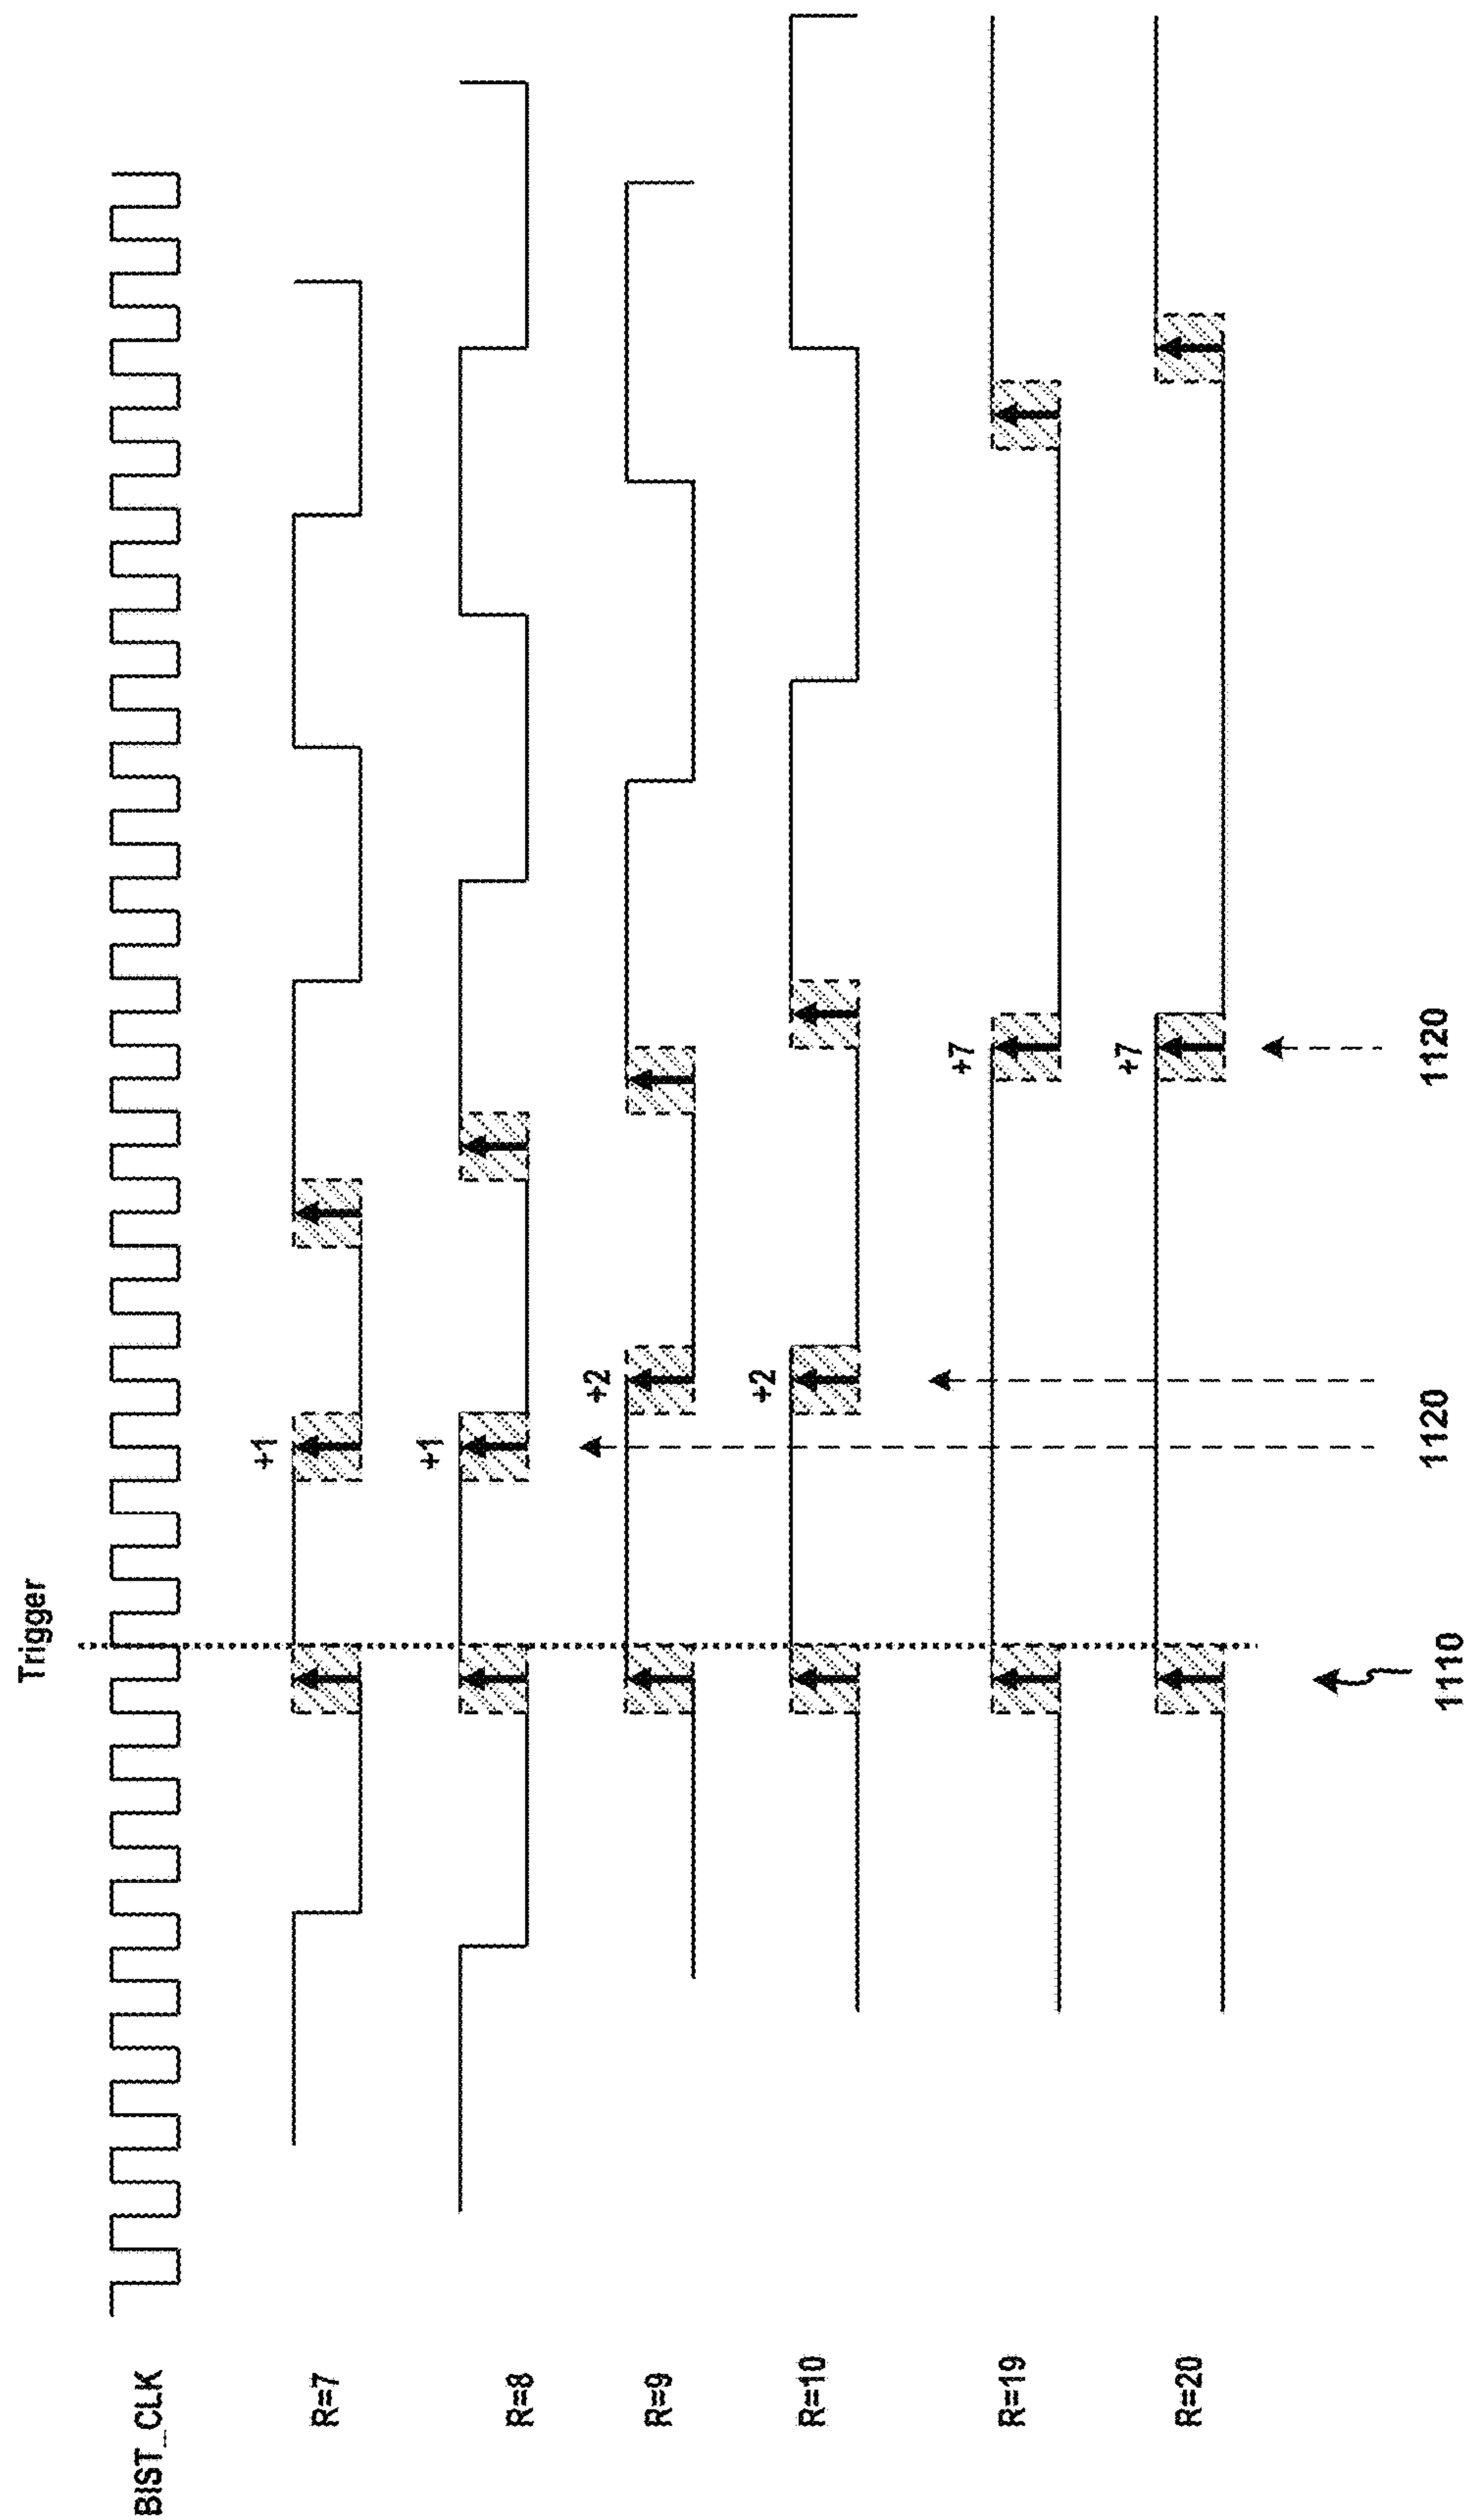 Trigger
BIST_CLK
R=7
+1
R=8
+1
R=9
+2
R=10
+2
R=19
+7
R=20
+7
1110
1120
1120